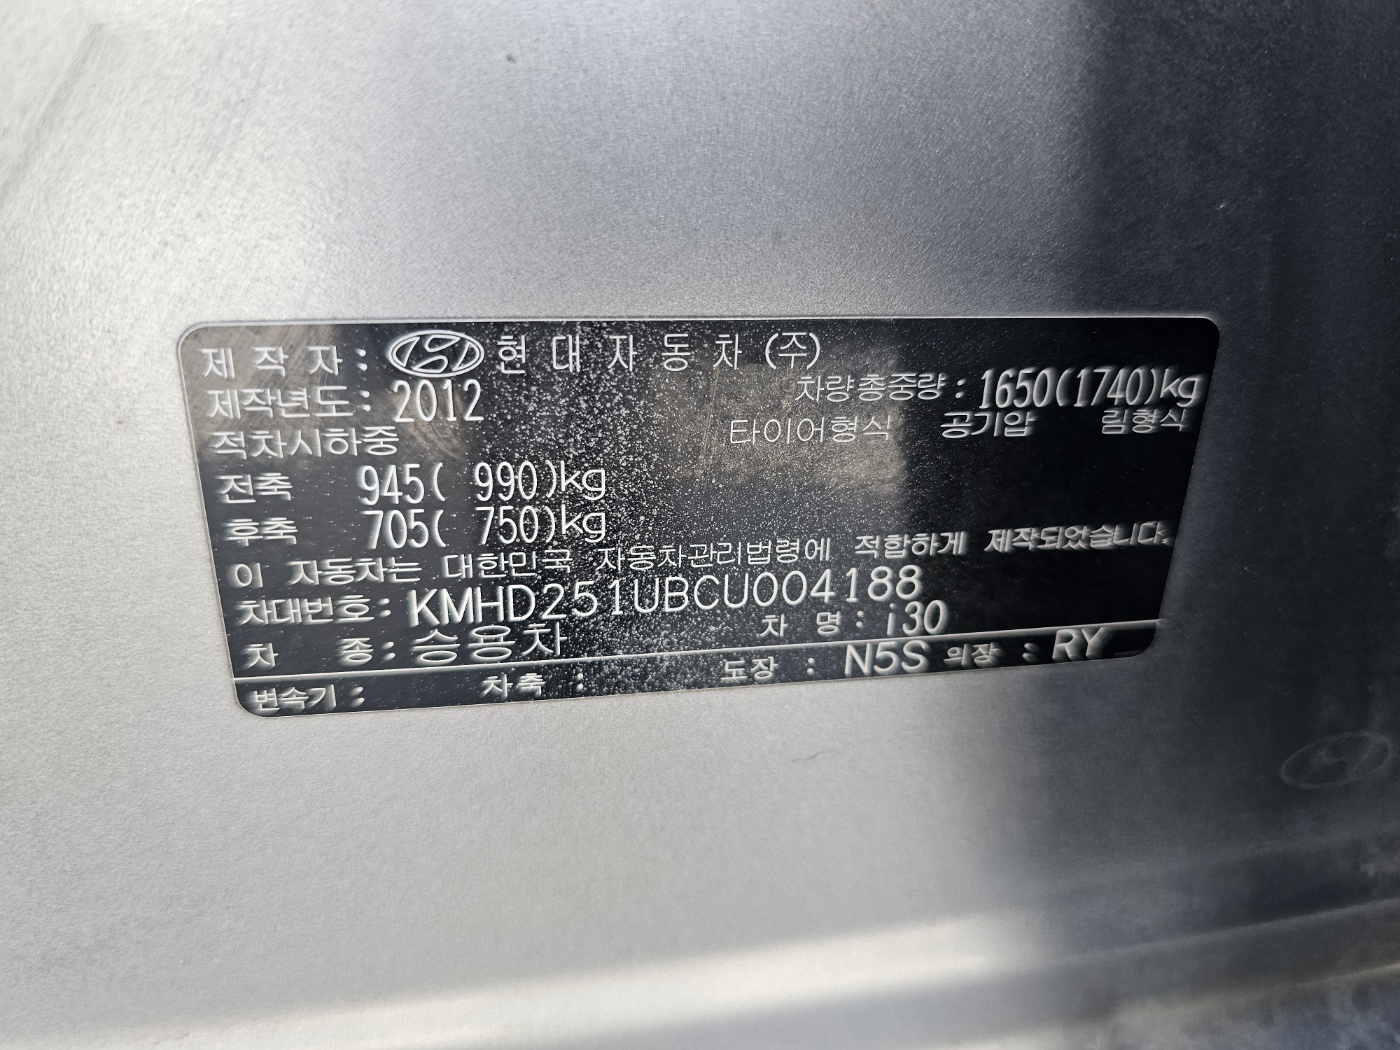 제 작 자 : 현 대 자 동 차 (주)
제작년도 : 2012 차량총중량 : 1650(1740)kg
적차시하중 타이어형식 공기압 림형식
전축 945( 990)kg
후축 705( 750)kg
이 자동차는 대한민국 자동차관리법령에 적합하게 제작되었습니다.
차대번호 : KMHD251UBCU004188
차 종 : 승용차 차 명 : i30
변속기 : 차축 : 도장 : N5S 의장 : RY